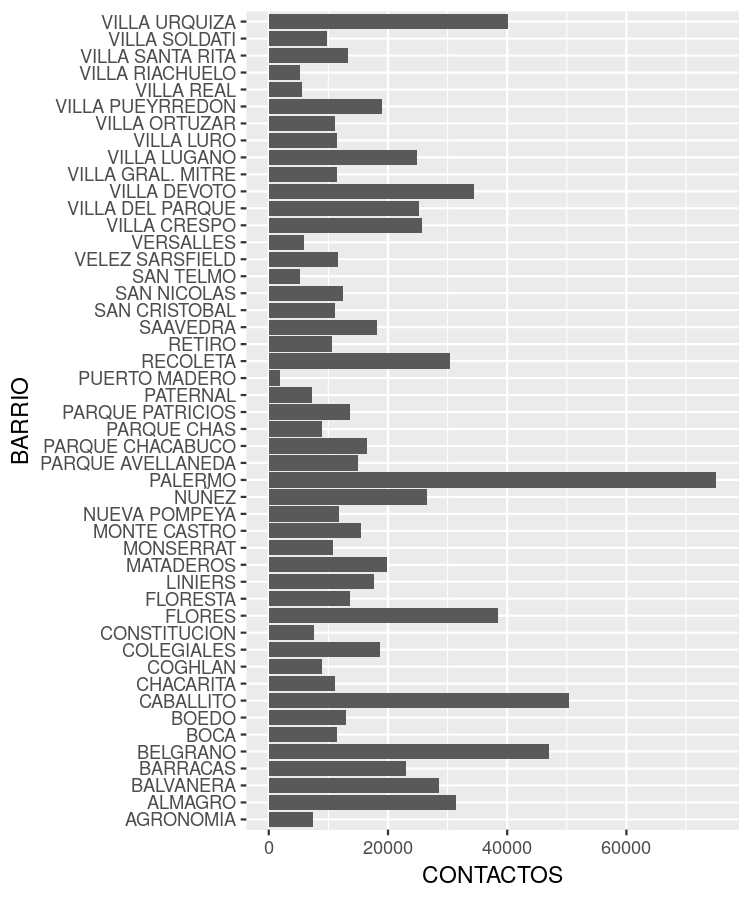 VILLA URQUIZA
VILLA SOLDATI
VILLA SANTA RITA
VILLA RIACHUELO
VILLA REAL
VILLA PUEYRREDON
VILLA ORTUZAR
VILLA LURO
VILLA LUGANO
VILLA GRAL. MITRE
VILLA DEVOTO
VILLA DEL PARQUE
VILLA CRESPO
VERSALLES
VELEZ SARSFIELD
SAN TELMO
SAN NICOLAS
SAN CRISTOBAL
SAAVEDRA
RETIRO
RECOLETA
PUERTO MADERO
PATERNAL
PARQUE PATRICIOS
PARQUE CHAS
PARQUE CHACABUCO
PARQUE AVELLANEDA
PALERMO
NUÑEZ
NUEVA POMPEYA
MONTE CASTRO
MONSERRAT
MATADEROS
LINIERS
FLORESTA
FLORES
CONSTITUCION
COLEGIALES
COGHLAN
CHACARITA
CABALLITO
BOEDO
BOCA
BELGRANO
BARRACAS
BALVANERA
ALMAGRO
AGRONOMIA
BARRIO
0 20000 40000 60000
CONTACTOS